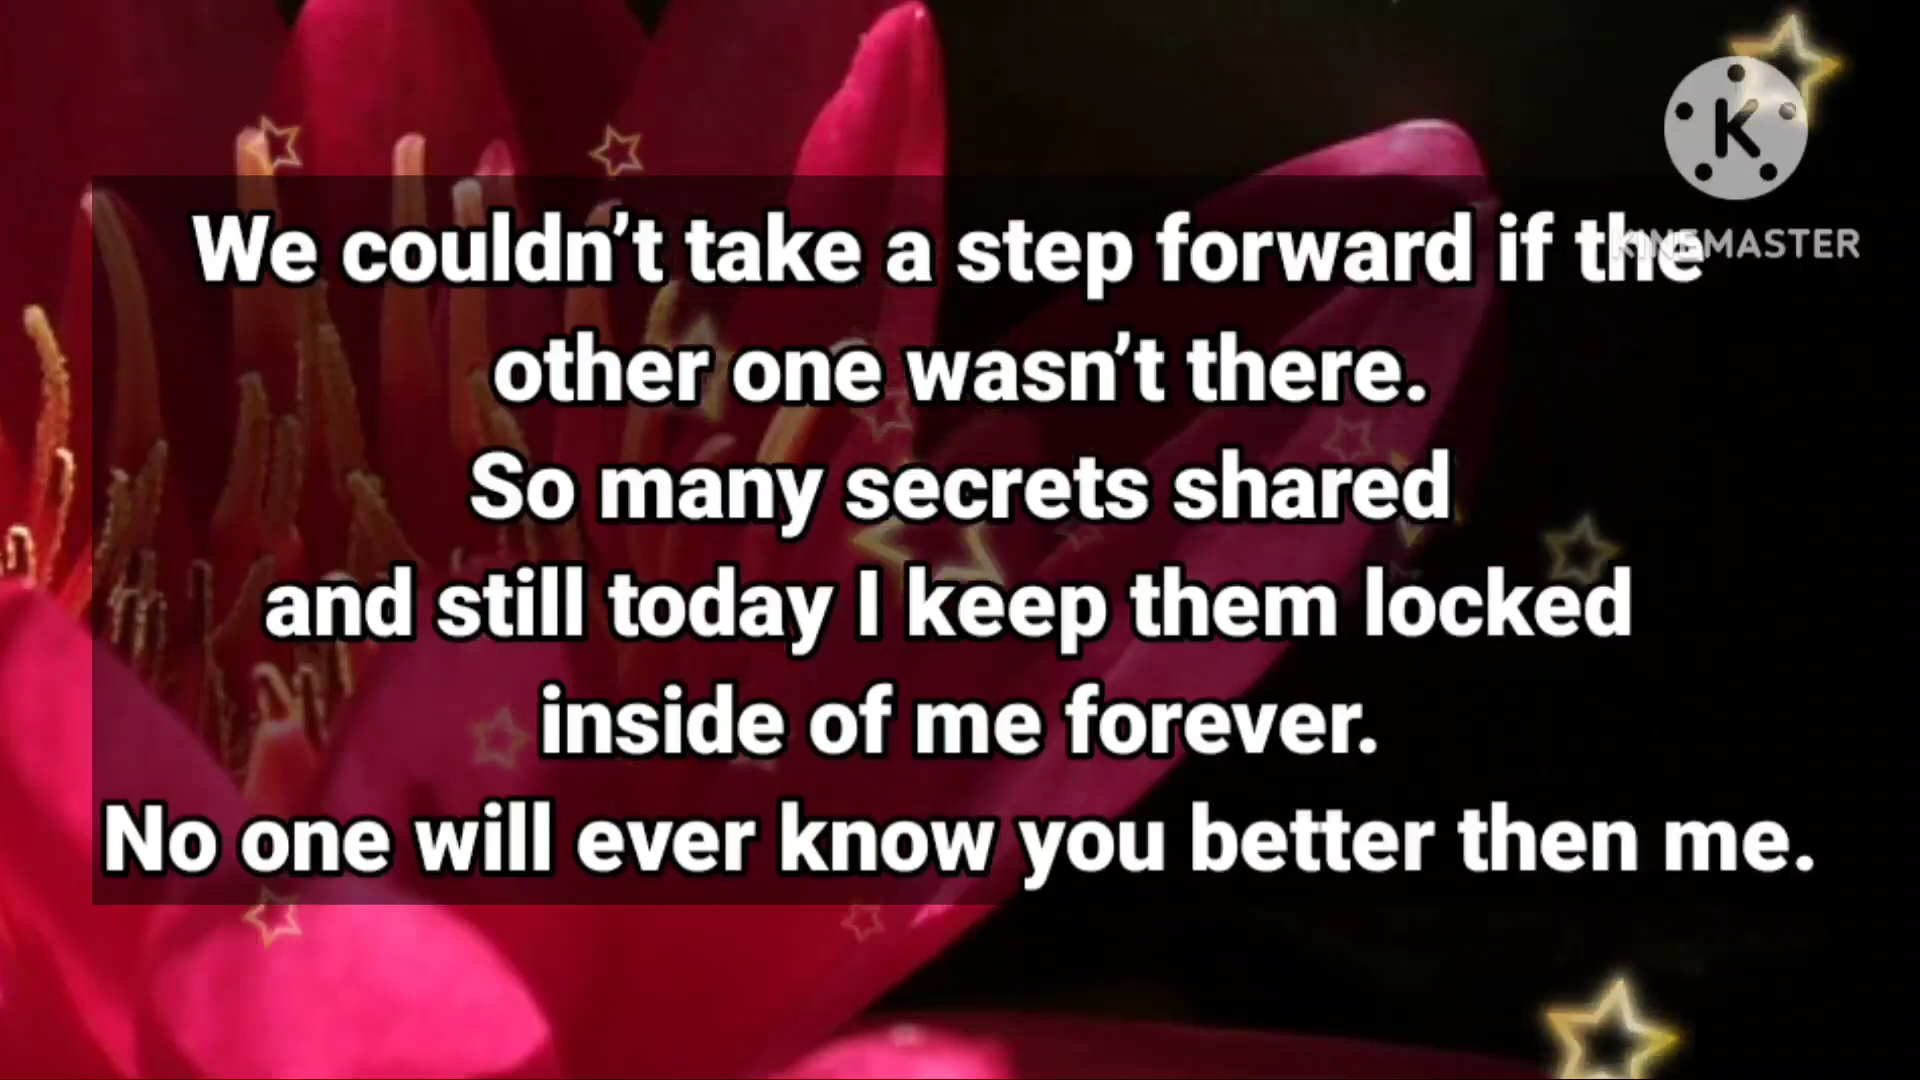 KINEMASTER
We couldn’t take a step forward if the
other one wasn’t there.
So many secrets shared
and still today I keep them locked
inside of me forever.
No one will ever know you better then me.